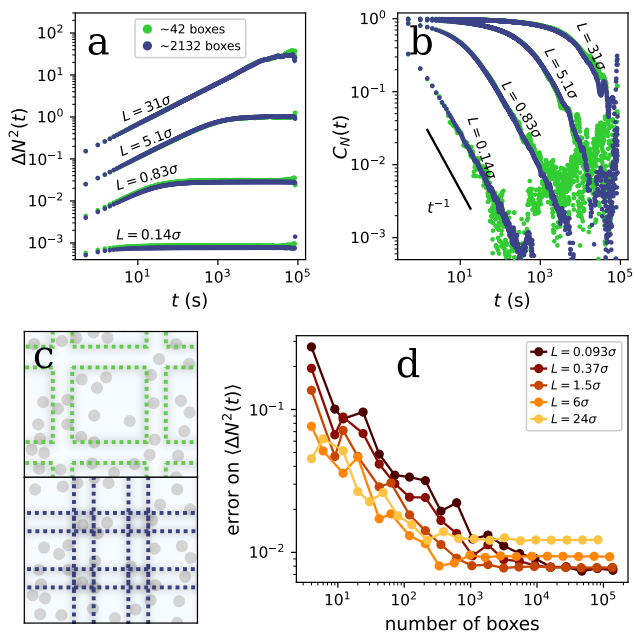 a
~42 boxes
~2132 boxes
L = 31σ
L = 5.1σ
L = 0.83σ
L = 0.14σ
ΔN²(t)
10²
10¹
10⁰
10⁻¹
10⁻²
10⁻³
10¹
10³
10⁵
t (s)
b
L = 31σ
L = 5.1σ
L = 0.83σ
L = 0.14σ
t⁻¹
C_N(t)
10⁰
10⁻¹
10⁻²
10⁻³
10¹
10³
10⁵
t (s)
c
d
L = 0.093σ
L = 0.37σ
L = 1.5σ
L = 6σ
L = 24σ
error on ⟨ΔN²(t)⟩
10⁻¹
10⁻²
10¹
10²
10³
10⁴
10⁵
number of boxes